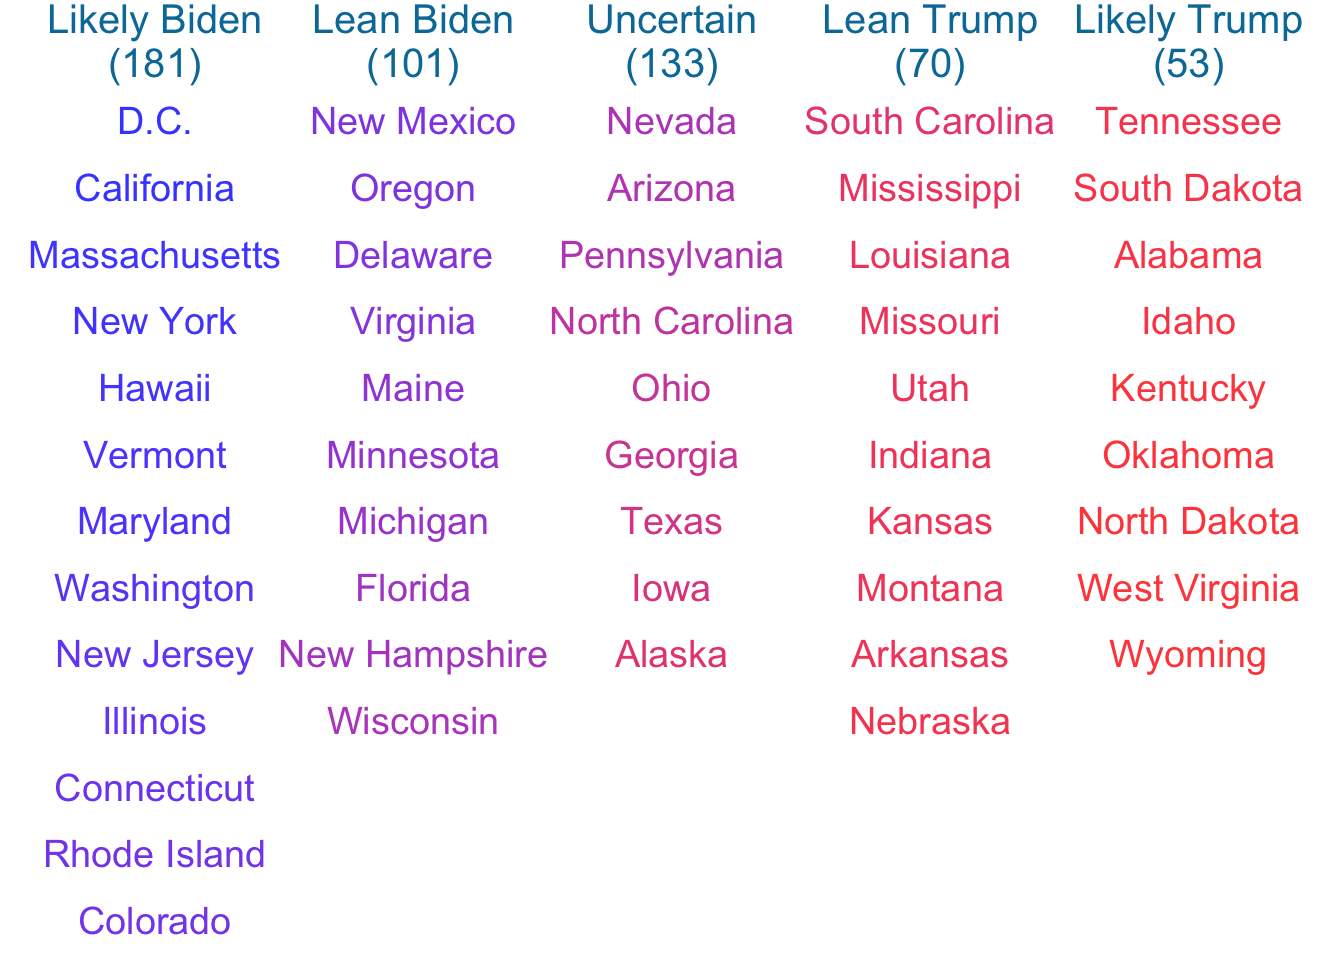 Likely Biden
(181)
D.C.
California
Massachusetts
New York
Hawaii
Vermont
Maryland
Washington
New Jersey
Illinois
Connecticut
Rhode Island
Colorado
Lean Biden
(101)
New Mexico
Oregon
Delaware
Virginia
Maine
Minnesota
Michigan
Florida
New Hampshire
Wisconsin
Uncertain
(133)
Nevada
Arizona
Pennsylvania
North Carolina
Ohio
Georgia
Texas
Iowa
Alaska
Lean Trump
(70)
South Carolina
Mississippi
Louisiana
Missouri
Utah
Indiana
Kansas
Montana
Arkansas
Nebraska
Likely Trump
(53)
Tennessee
South Dakota
Alabama
Idaho
Kentucky
Oklahoma
North Dakota
West Virginia
Wyoming